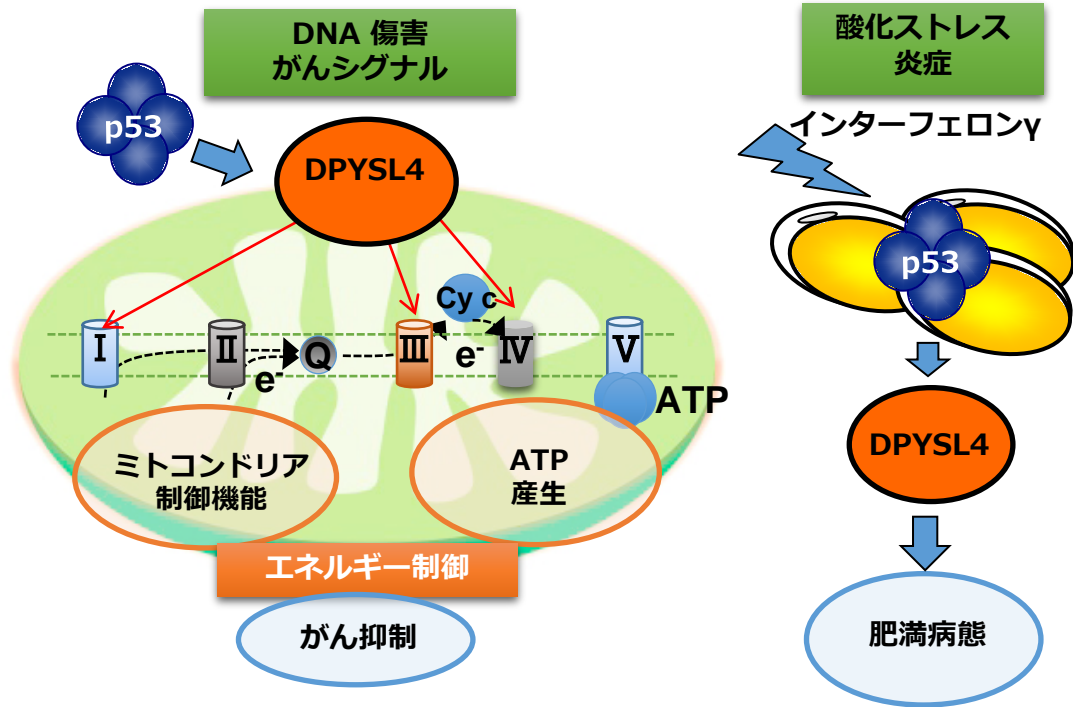 DNA 傷害
がんシグナル
p53
DPYSL4
Cy c
Ⅰ
Ⅱ
Q
Ⅲ
Ⅳ
Ⅴ
e-
e-
ATP
ミトコンドリア
制御機能
ATP
産生
エネルギー制御
がん抑制
酸化ストレス
炎症
インターフェロンγ
p53
DPYSL4
肥満病態